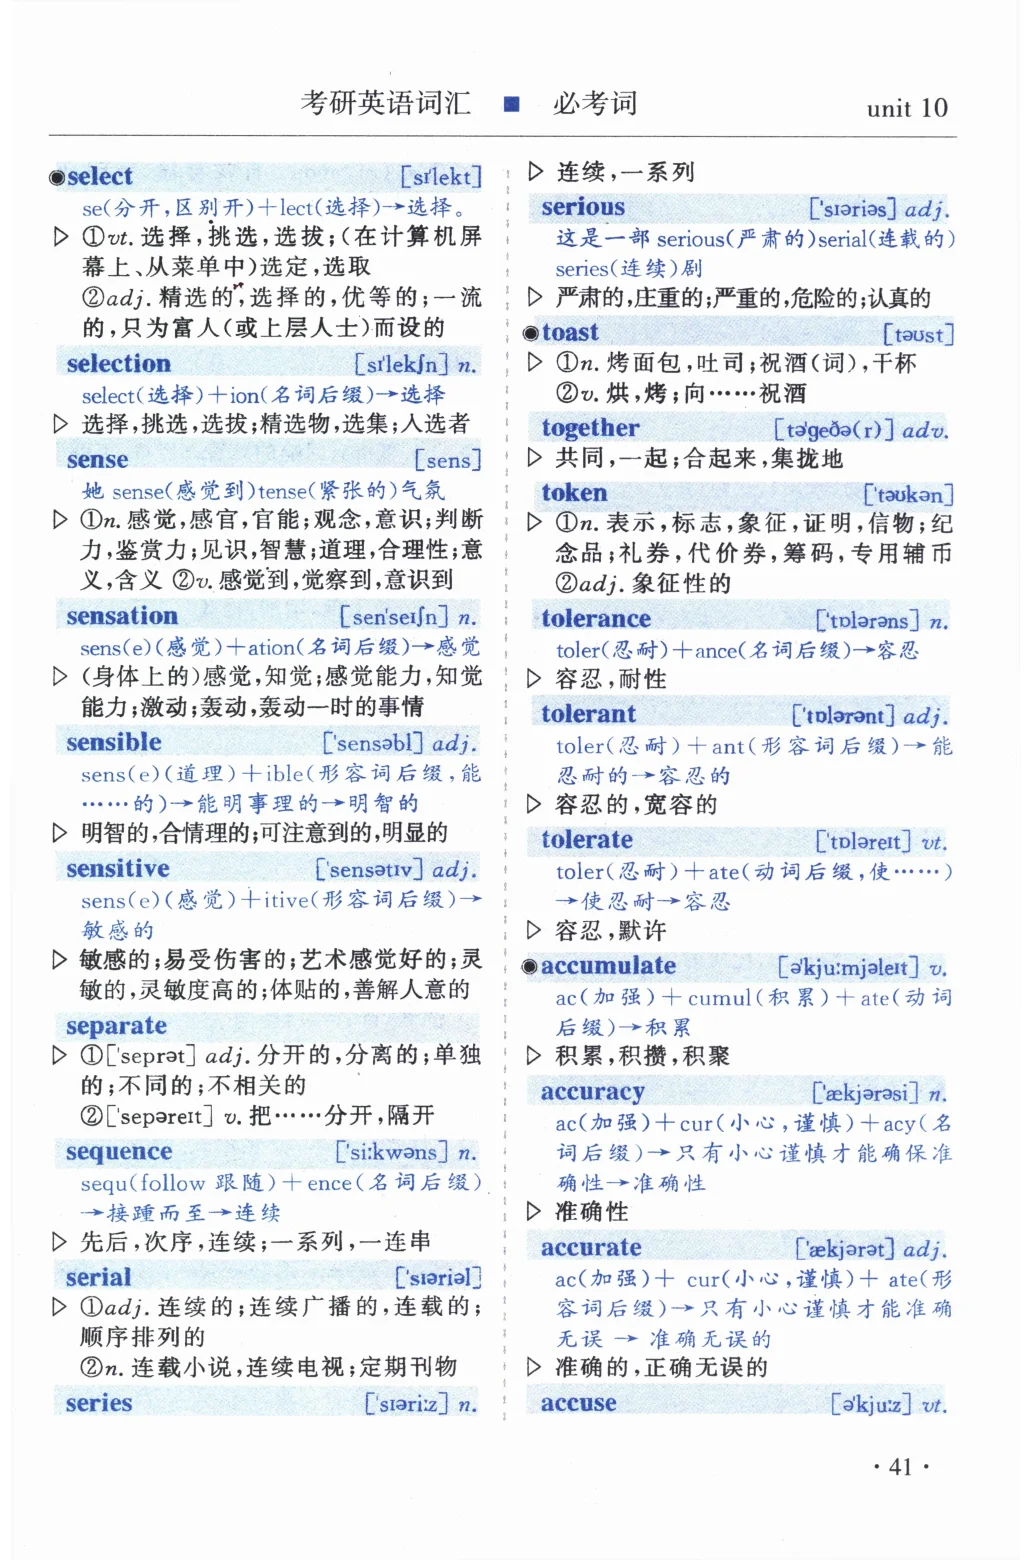 考研英语词汇 ■ 必考词 unit 10
◉select [sɪ'lekt]
se(分开,区别开)+lect(选择)→选择。
▷ ①vt. 选择,挑选,选拔;(在计算机屏
幕上、从菜单中)选定,选取
②adj. 精选的,选择的,优等的;一流
的,只为富人(或上层人士)而设的
selection [sɪ'lekʃn] n.
select(选择)+ion(名词后缀)→选择
▷ 选择,挑选,选拔;精选物,选集;入选者
sense [sens]
她 sense(感觉到)tense(紧张的)气氛
▷ ①n. 感觉,感官,官能;观念,意识;判断
力,鉴赏力;见识,智慧;道理,合理性;意
义,含义 ②v. 感觉到,觉察到,意识到
sensation [sen'seɪʃn] n.
sens(e)(感觉)+ation(名词后缀)→感觉
▷ (身体上的)感觉,知觉;感觉能力,知觉
能力;激动;轰动,轰动一时的事情
sensible ['sensəbl] adj.
sens(e)(道理)+ible(形容词后缀,能
……的)→能明事理的→明智的
▷ 明智的,合情理的;可注意到的,明显的
sensitive ['sensətɪv] adj.
sens(e)(感觉)+itive(形容词后缀)→
敏感的
▷ 敏感的;易受伤害的;艺术感觉好的;灵
敏的,灵敏度高的;体贴的,善解人意的
separate
▷ ①['seprət] adj. 分开的,分离的;单独
的;不同的;不相关的
②['sepəreɪt] v. 把……分开,隔开
sequence ['siːkwəns] n.
sequ(follow 跟随)+ence(名词后缀)
→接踵而至→连续
▷ 先后,次序,连续;一系列,一连串
serial ['sɪəriəl]
▷ ①adj. 连续的;连续广播的,连载的;
顺序排列的
②n. 连载小说,连续电视;定期刊物
series ['sɪəriːz] n.
▷ 连续,一系列
serious ['sɪəriəs] adj.
这是一部 serious(严肃的)serial(连载的)
series(连续)剧
▷ 严肃的,庄重的;严重的,危险的;认真的
◉toast [təʊst]
▷ ①n. 烤面包,吐司;祝酒(词),干杯
②v. 烘,烤;向……祝酒
together [tə'geðə(r)] adv.
▷ 共同,一起;合起来,集拢地
token ['təʊkən]
▷ ①n. 表示,标志,象征,证明,信物;纪
念品;礼券,代价券,筹码,专用辅币
②adj. 象征性的
tolerance ['tɒlərəns] n.
toler(忍耐)+ance(名词后缀)→容忍
▷ 容忍,耐性
tolerant ['tɒlərənt] adj.
toler(忍耐)+ant(形容词后缀)→能
忍耐的→容忍的
▷ 容忍的,宽容的
tolerate ['tɒləreɪt] vt.
toler(忍耐)+ate(动词后缀,使……)
→使忍耐→容忍
▷ 容忍,默许
◉accumulate [ə'kjuːmjəleɪt] v.
ac(加强)+cumul(积累)+ate(动词
后缀)→积累
▷ 积累,积攒,积聚
accuracy ['ækjərəsi] n.
ac(加强)+cur(小心,谨慎)+acy(名
词后缀)→只有小心谨慎才能确保准
确性→准确性
▷ 准确性
accurate ['ækjərət] adj.
ac(加强)+ cur(小心,谨慎)+ ate(形
容词后缀)→只有小心谨慎才能准确
无误 → 准确无误的
▷ 准确的,正确无误的
accuse [ə'kjuːz] vt.
· 41 ·